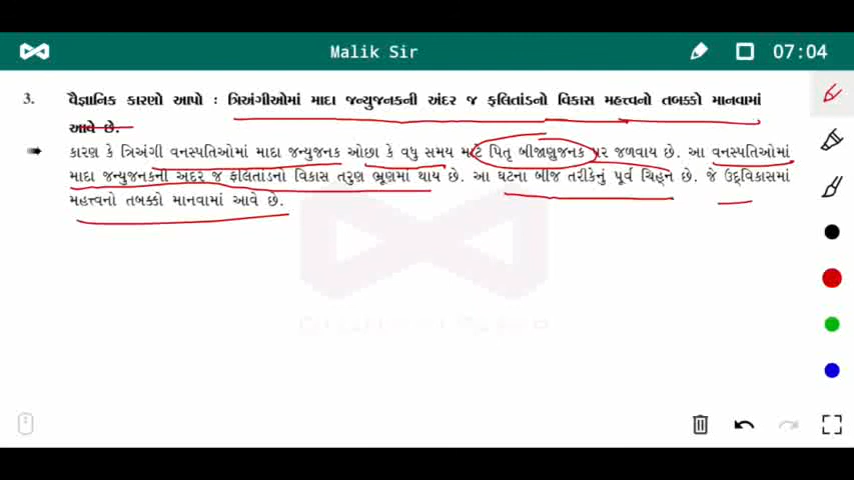 Malik Sir
07:04
3. વૈજ્ઞાનિક કારણો આપો : ત્રિઅંગીઓમાં માદા જન્યુજનકની અંદર જ ફલિતાંડનો વિકાસ મહત્ત્વનો તબક્કો માનવામાં
આવે છે.
કારણ કે ત્રિઅંગી વનસ્પતિઓમાં માદા જન્યુજનક ઓછા કે વધુ સમય માટે પિતૃ બીજાણુજનક પર જળવાય છે. આ વનસ્પતિઓમાં
માદા જન્યુજનકની અંદર જ ફલિતાંડનો વિકાસ તરુણ ભ્રૂણમાં થાય છે. આ ઘટના બીજ તરીકેનું પૂર્વ ચિહ્ન છે. જે ઉદ્‌વિકાસમાં
મહત્ત્વનો તબક્કો માનવામાં આવે છે.